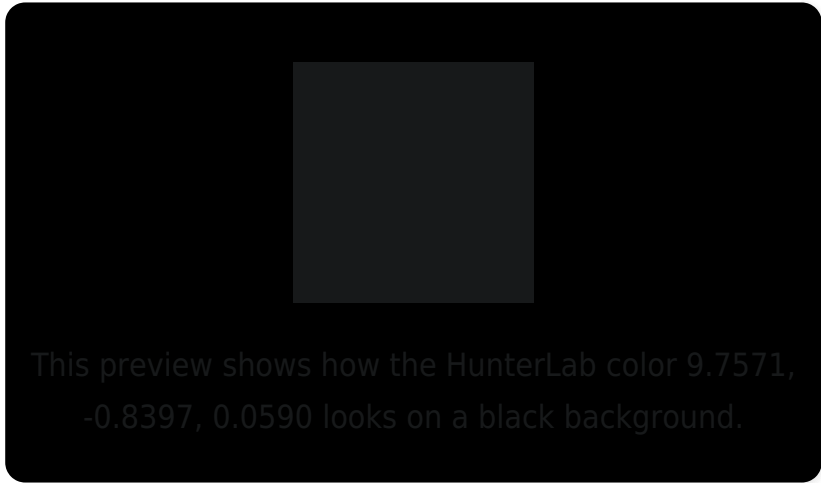 This preview shows how the HunterLab color 9.7571,
-0.8397, 0.0590 looks on a black background.